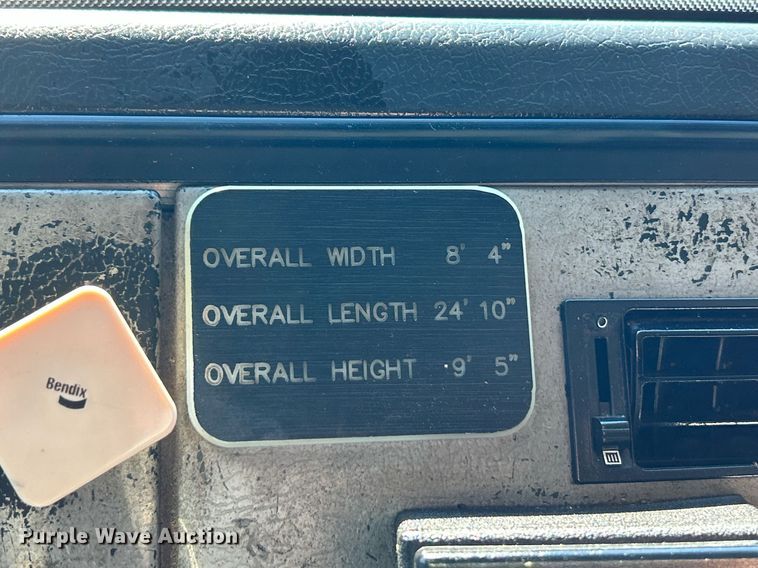 OVERALL WIDTH 8' 4"
OVERALL LENGTH 24' 10"
OVERALL HEIGHT 9' 5"
Bendix
Purple Wave Auction